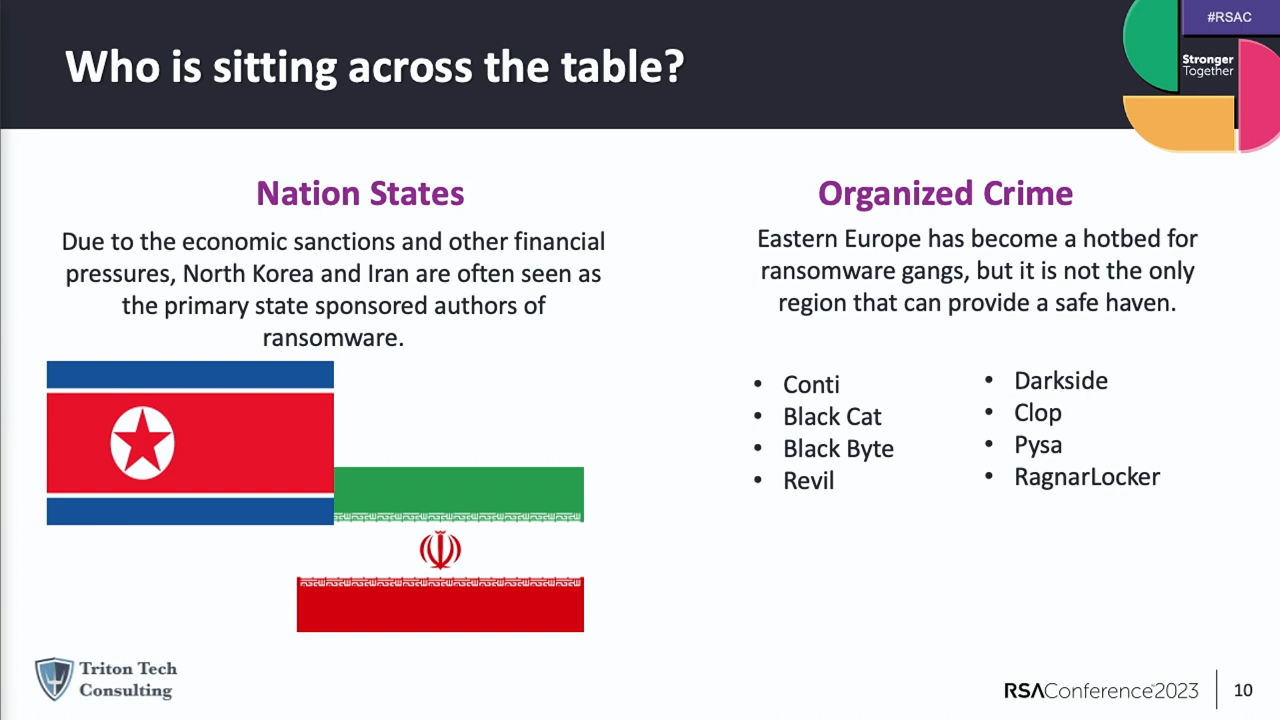 Who is sitting across the table?
#RSAC
Stronger
Together
Nation States
Due to the economic sanctions and other financial
pressures, North Korea and Iran are often seen as
the primary state sponsored authors of
ransomware.
Organized Crime
Eastern Europe has become a hotbed for
ransomware gangs, but it is not the only
region that can provide a safe haven.
• Conti
• Black Cat
• Black Byte
• Revil
• Darkside
• Clop
• Pysa
• RagnarLocker
Triton Tech
Consulting
RSAConference™2023
10